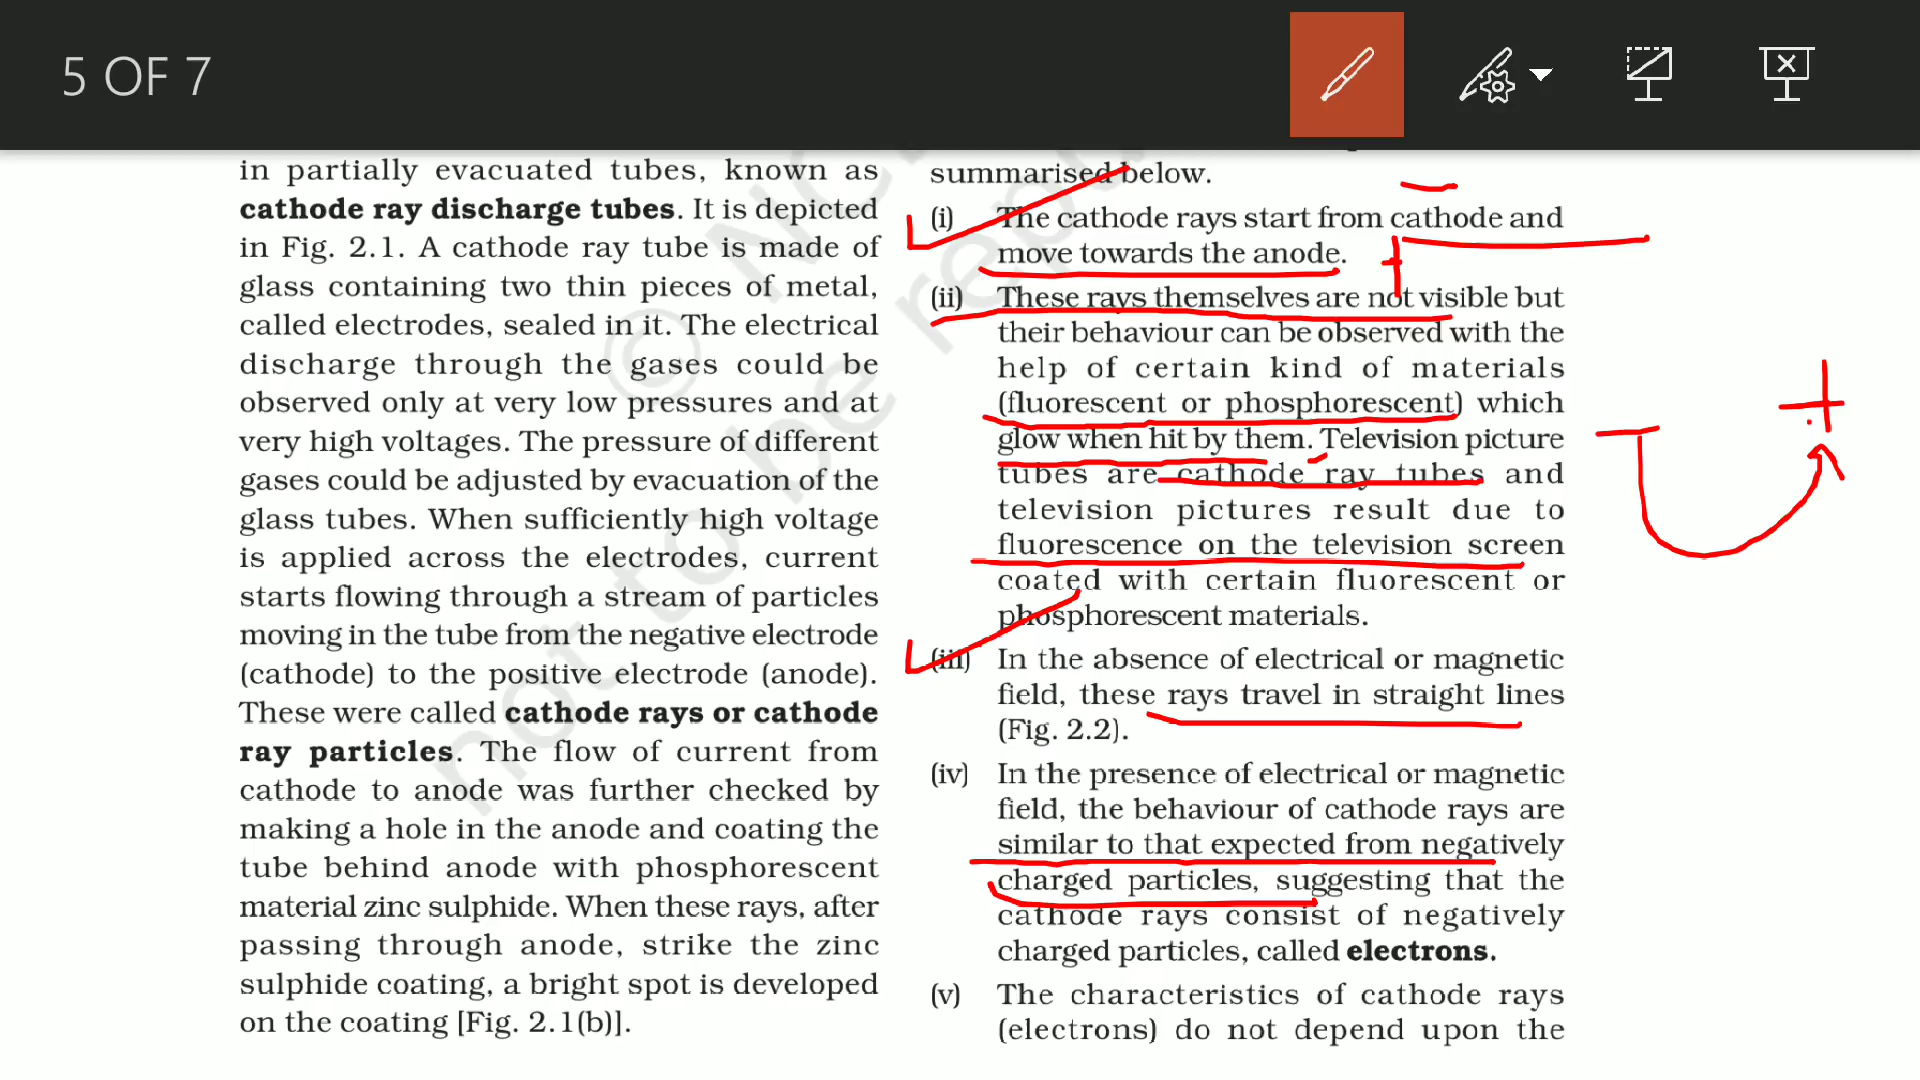 5 OF 7
in partially evacuated tubes, known as
cathode ray discharge tubes. It is depicted
in Fig. 2.1. A cathode ray tube is made of
glass containing two thin pieces of metal,
called electrodes, sealed in it. The electrical
discharge through the gases could be
observed only at very low pressures and at
very high voltages. The pressure of different
gases could be adjusted by evacuation of the
glass tubes. When sufficiently high voltage
is applied across the electrodes, current
starts flowing through a stream of particles
moving in the tube from the negative electrode
(cathode) to the positive electrode (anode).
These were called cathode rays or cathode
ray particles. The flow of current from
cathode to anode was further checked by
making a hole in the anode and coating the
tube behind anode with phosphorescent
material zinc sulphide. When these rays, after
passing through anode, strike the zinc
sulphide coating, a bright spot is developed
on the coating [Fig. 2.1(b)].
summarised below.
(i) The cathode rays start from cathode and
move towards the anode.
(ii) These rays themselves are not visible but
their behaviour can be observed with the
help of certain kind of materials
(fluorescent or phosphorescent) which
glow when hit by them. Television picture
tubes are cathode ray tubes and
television pictures result due to
fluorescence on the television screen
coated with certain fluorescent or
phosphorescent materials.
(iii) In the absence of electrical or magnetic
field, these rays travel in straight lines
(Fig. 2.2).
(iv) In the presence of electrical or magnetic
field, the behaviour of cathode rays are
similar to that expected from negatively
charged particles, suggesting that the
cathode rays consist of negatively
charged particles, called electrons.
(v) The characteristics of cathode rays
(electrons) do not depend upon the
© NC
not to be rep